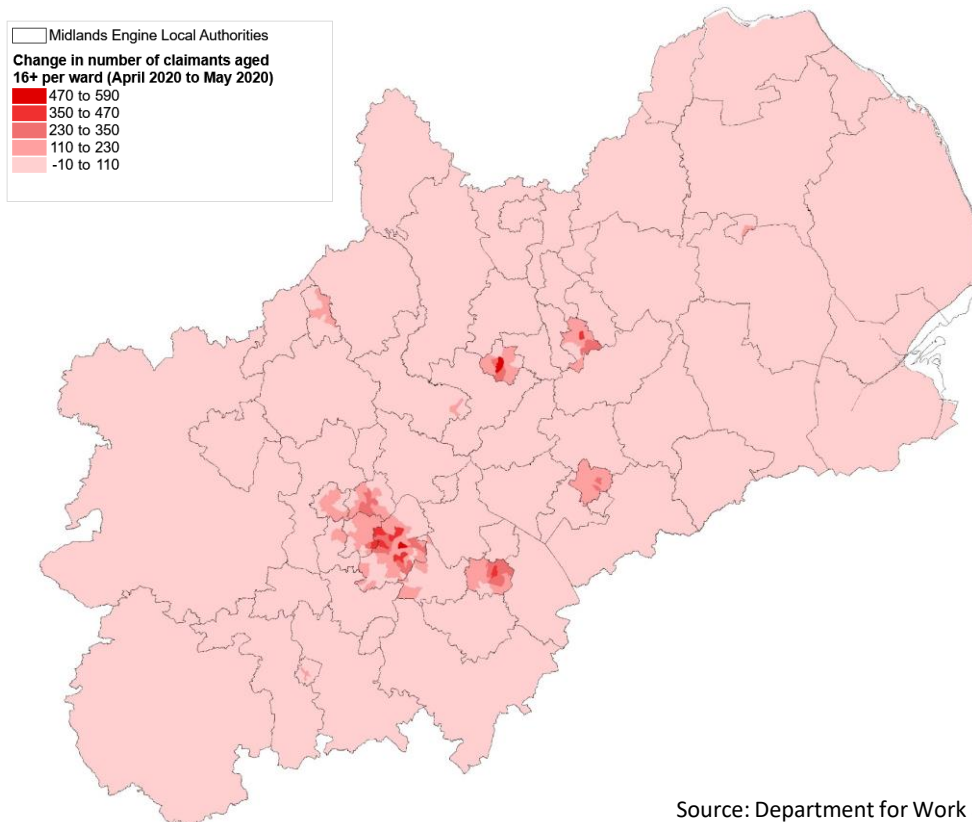 Midlands Engine Local Authorities
Change in number of claimants aged
16+ per ward (April 2020 to May 2020)
470 to 590
350 to 470
230 to 350
110 to 230
-10 to 110
Source: Department for Work